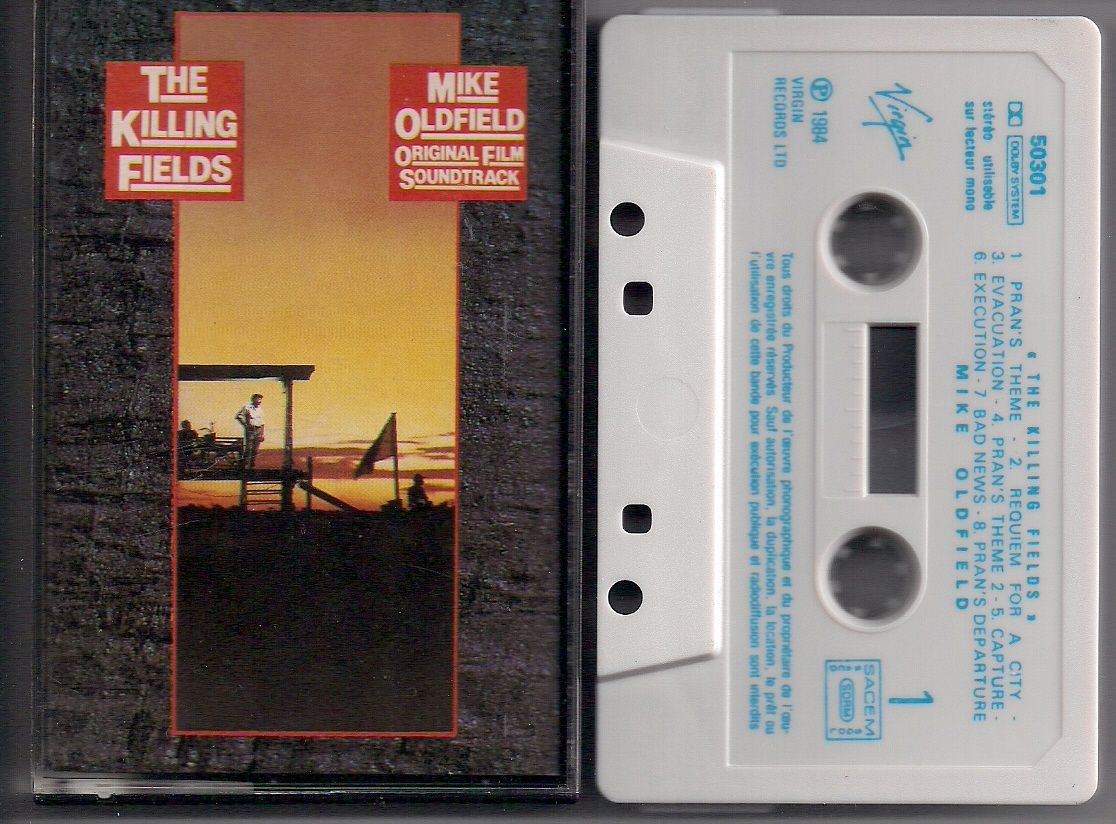 THE
KILLING
FIELDS
MIKE
OLDFIELD
ORIGINAL FILM
SOUNDTRACK
50301
DOLBY SYSTEM
stéréo utilisable
sur lecteur mono
Virgin
Ⓟ 1984
VIRGIN
RECORDS LTD
« THE KILLING FIELDS »
MIKE OLDFIELD
1 PRAN'S THEME - 2. REQUIEM FOR A CITY -
3. EVACUATION - 4. PRAN'S THEME 2 - 5. CAPTURE -
6. EXECUTION - 7 BAD NEWS - 8. PRAN'S DEPARTURE
Tous droits du Producteur de l'œuvre phonographique et du propriétaire de l'œu-
vre enregistrée réservés Sauf autorisation, la duplication, la location, le prêt ou
l'utilisation de cette bande pour exécution publique et radiodiffusion sont interdits
1
SACEM
SDRM